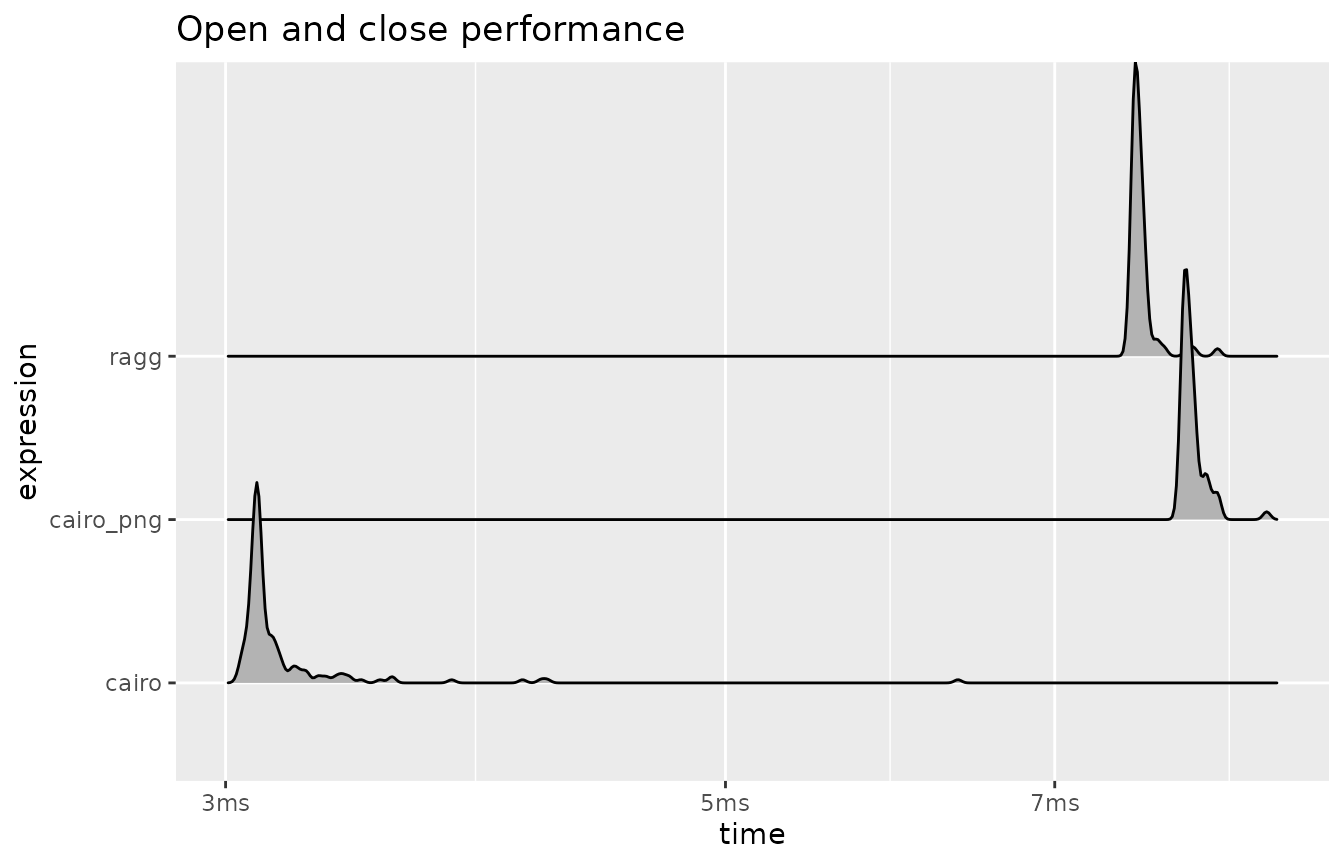 Open and close performance
expression
ragg
cairo_png
cairo
3ms 5ms 7ms
time